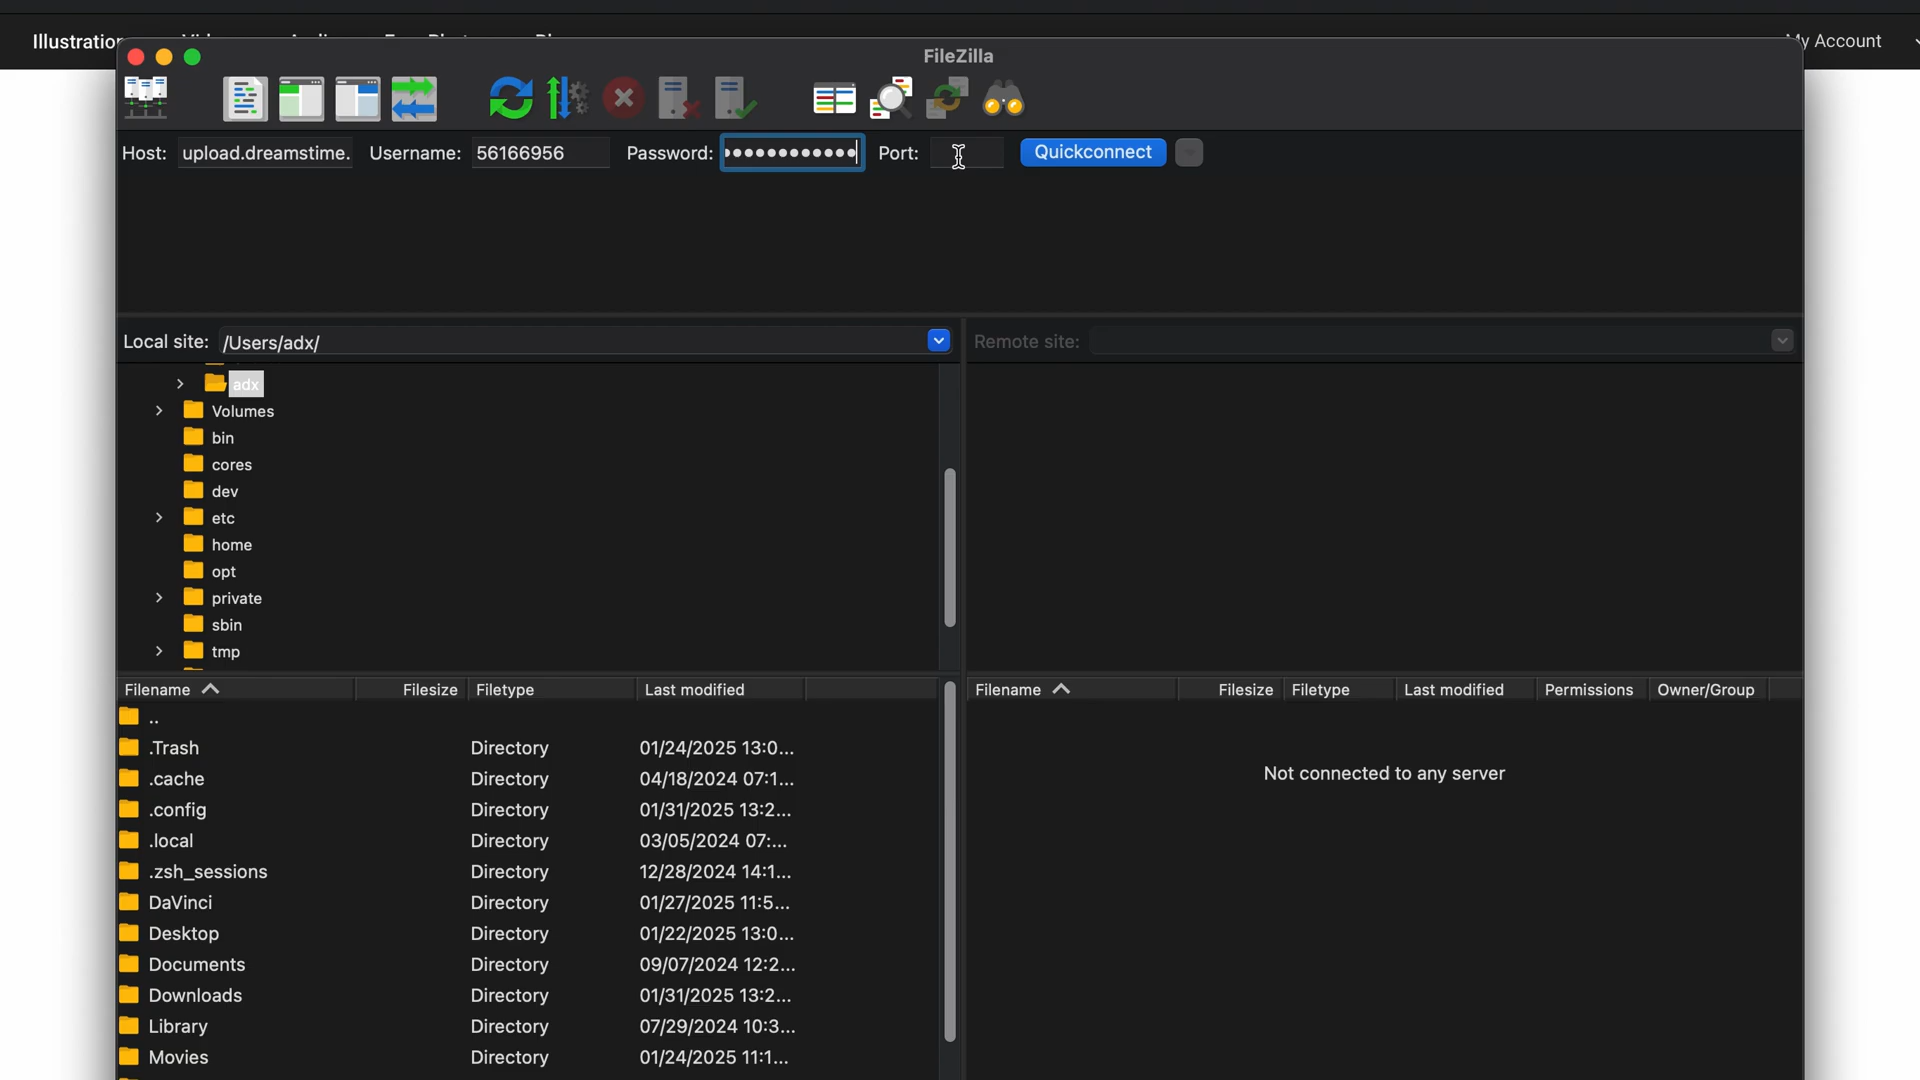 My Account
FileZilla
Host: upload.dreamstime. Username: 56166956 Password: ●●●●●●●●●●● Port: Quickconnect
Local site: /Users/adx/
Remote site:
adx
Volumes
bin
cores
dev
etc
home
opt
private
sbin
tmp
Filename Filesize Filetype Last modified
..
.Trash Directory 01/24/2025 13:0...
.cache Directory 04/18/2024 07:1...
.config Directory 01/31/2025 13:2...
.local Directory 03/05/2024 07:...
.zsh_sessions Directory 12/28/2024 14:1...
DaVinci Directory 01/27/2025 11:5...
Desktop Directory 01/22/2025 13:0...
Documents Directory 09/07/2024 12:2...
Downloads Directory 01/31/2025 13:2...
Library Directory 07/29/2024 10:3...
Movies Directory 01/24/2025 11:1...
Filename Filesize Filetype Last modified Permissions Owner/Group
Not connected to any server